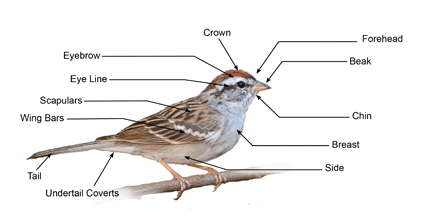 Crown
Forehead
Eyebrow
Beak
Eye Line
Scapulars
Wing Bars
Chin
Breast
Side
Tail
Undertail Coverts